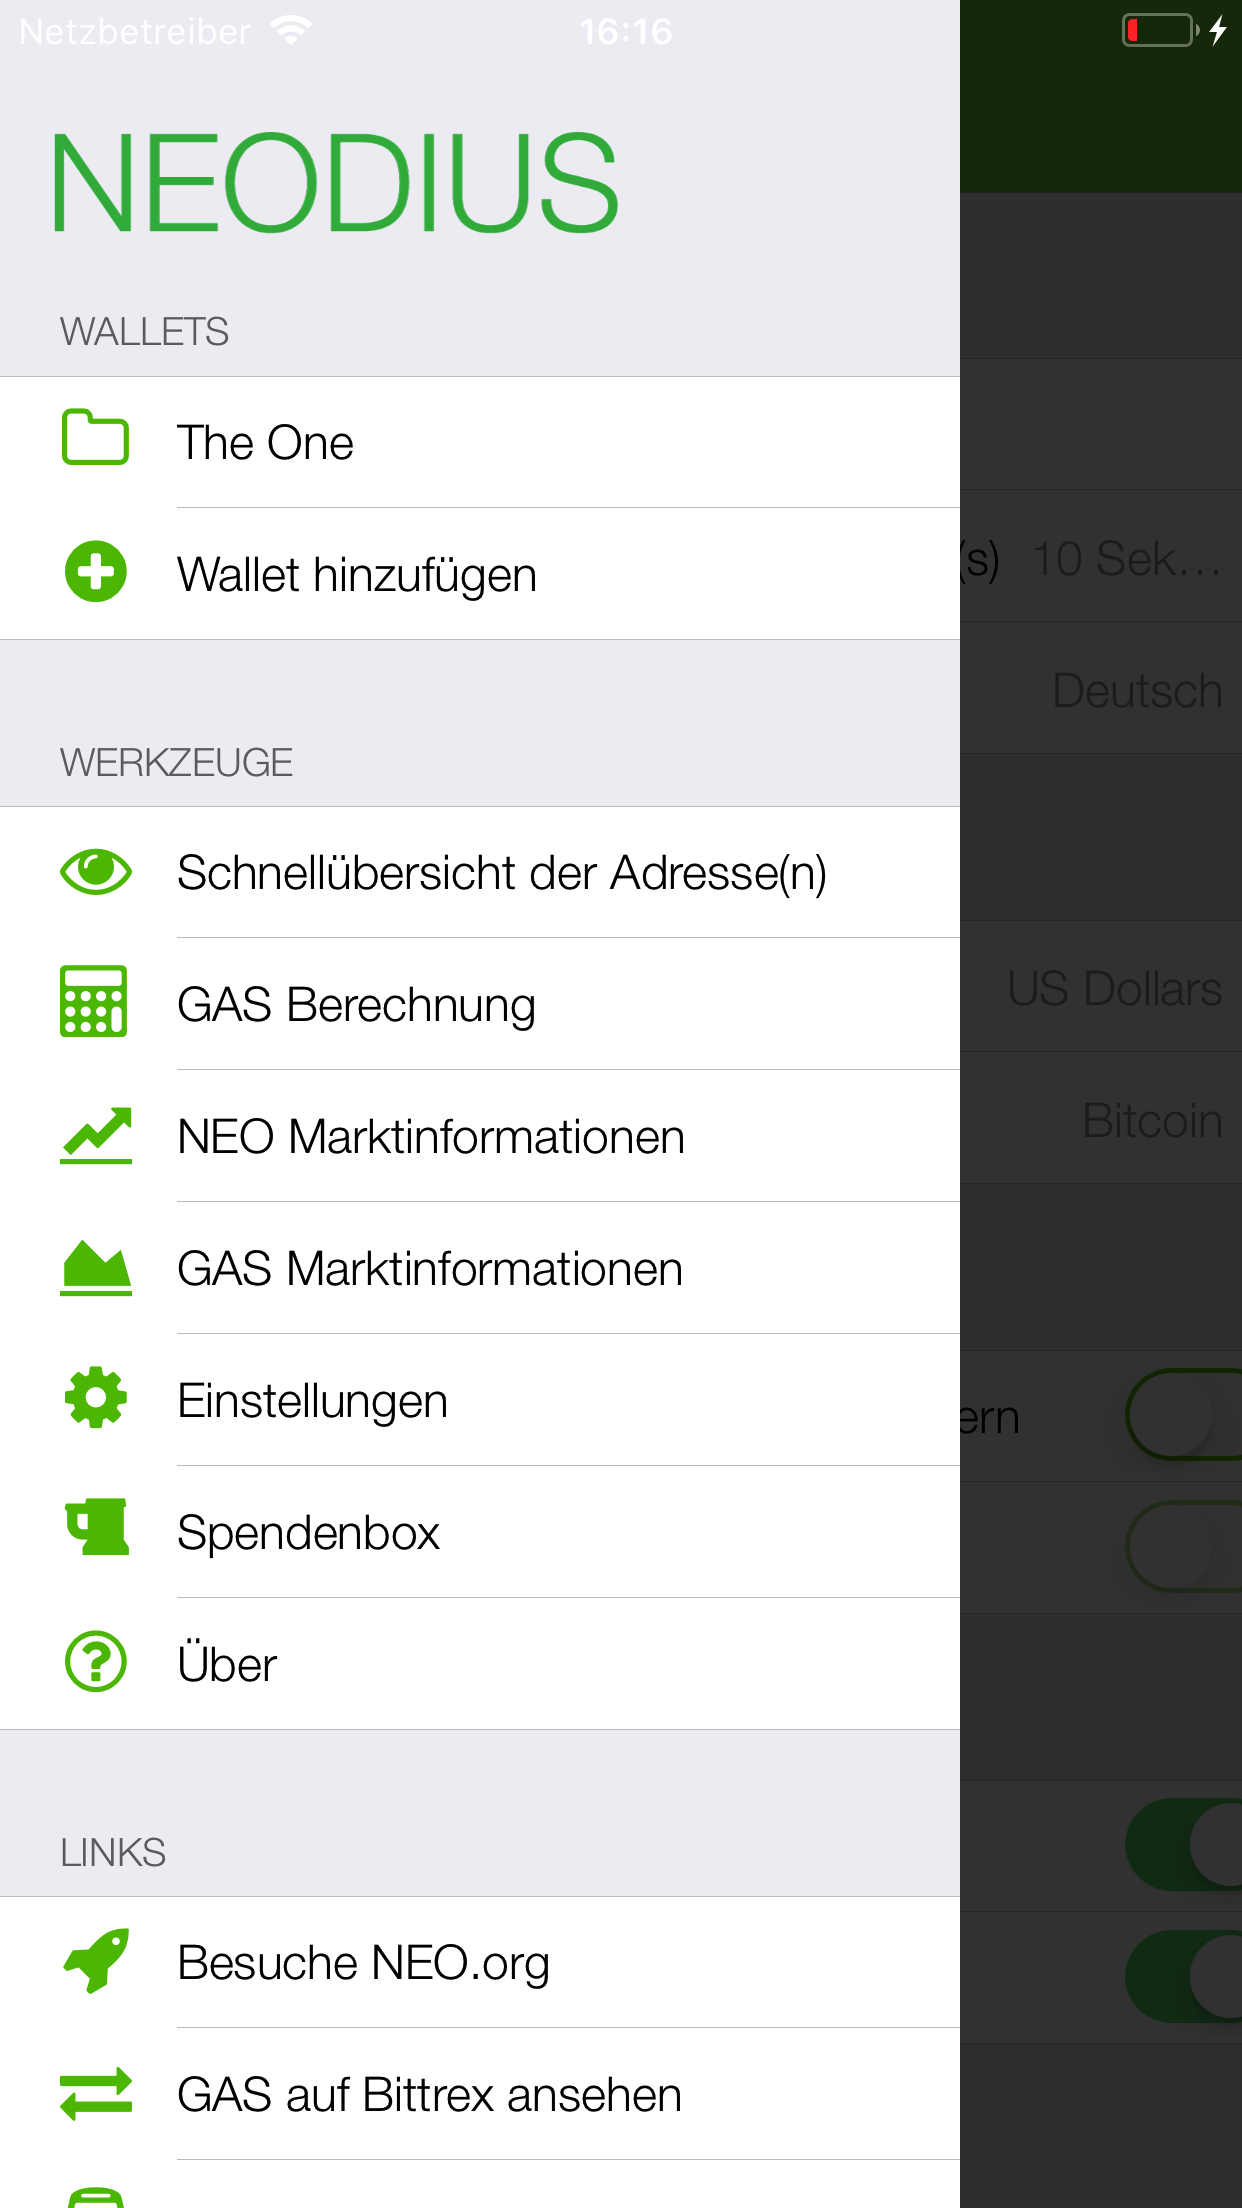 Netzbetreiber 16:16
NEODIUS
WALLETS
The One
Wallet hinzufügen
(s) 10 Sek...
Deutsch
WERKZEUGE
Schnellübersicht der Adresse(n)
US Dollars
GAS Berechnung
Bitcoin
NEO Marktinformationen
GAS Marktinformationen
Einstellungen
ern
Spendenbox
Über
LINKS
Besuche NEO.org
GAS auf Bittrex ansehen